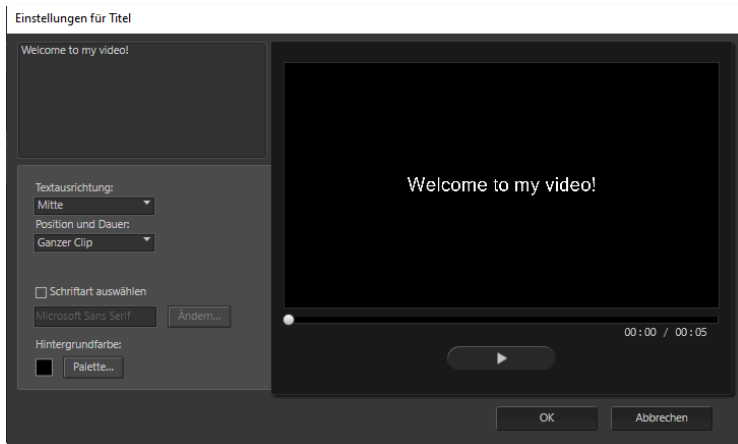 Einstellungen für Titel
Welcome to my video!
Welcome to my video!
Textausrichtung:
Mitte
Position und Dauer:
Ganzer Clip
Schriftart auswählen
Microsoft Sans Serif
Ändern...
Hintergrundfarbe:
Palette...
00:00 / 00:05
OK
Abbrechen